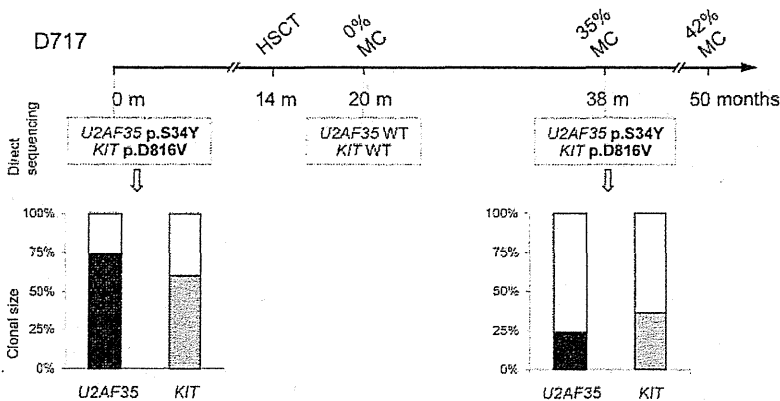 D717
HSCT
0%
MC
35%
MC
42%
MC
0 m
14 m
20 m
38 m
50 months
Direct
sequencing
U2AF35 p.S34Y
KIT p.D816V
U2AF35 WT
KIT WT
U2AF35 p.S34Y
KIT p.D816V
Clonal size
100%
75%
50%
25%
0%
U2AF35
KIT
100%
75%
50%
25%
0%
U2AF35
KIT